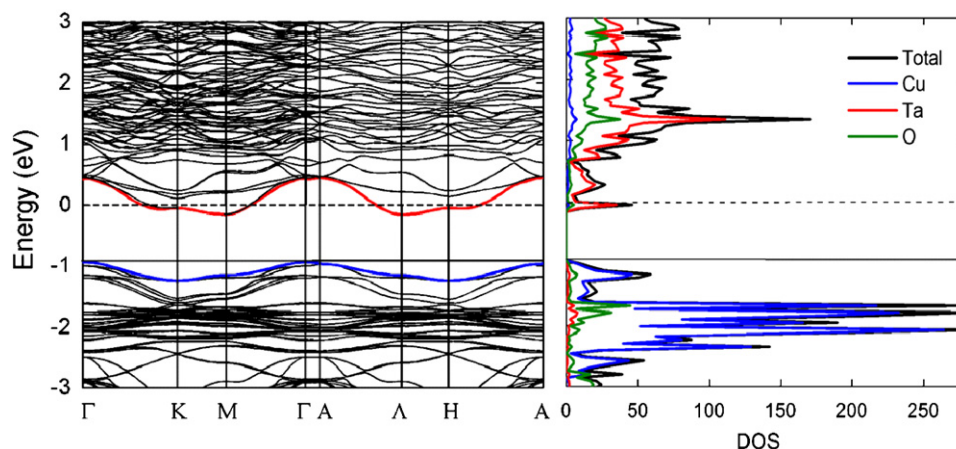 3
2
1
0
-1
-2
-3
Energy (eV)
Γ K M Γ A Λ H A
Total
Cu
Ta
O
0 50 100 150 200 250
DOS